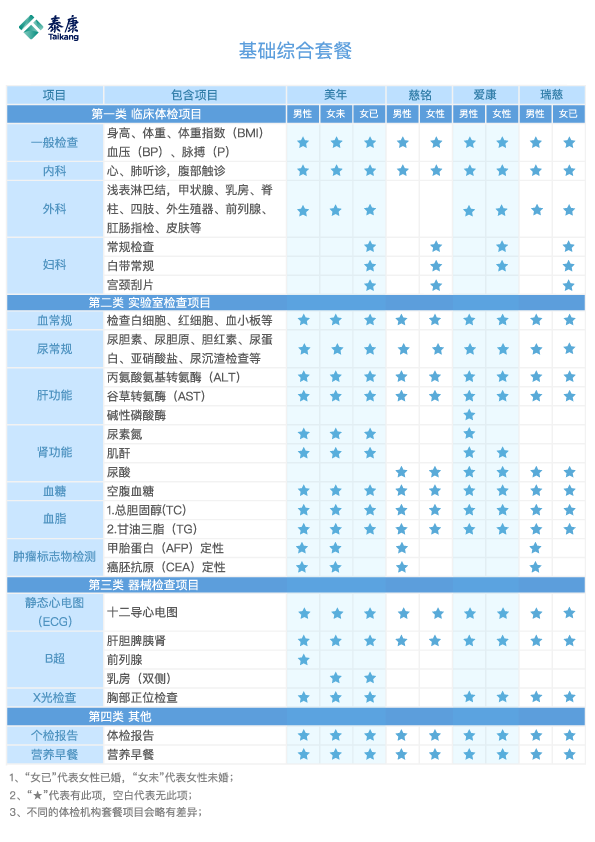 泰康
Taikang
基础综合套餐
项目 包含项目 美年 慈铭 爱康 瑞慈
第一类 临床体检项目 男性 女未 女已 男性 女性 男性 女性 男性 女已
一般检查 身高、体重、体重指数（BMI） ★ ★ ★ ★ ★ ★ ★ ★ ★
血压（BP）、脉搏（P）
内科 心、肺听诊，腹部触诊 ★ ★ ★ ★ ★ ★ ★ ★ ★
浅表淋巴结，甲状腺、乳房、脊
外科 柱、四肢、外生殖器、前列腺、 ★ ★ ★ ★ ★ ★ ★
肛肠指检、皮肤等
妇科 常规检查 ★ ★ ★ ★
白带常规 ★ ★ ★ ★
宫颈刮片 ★ ★ ★
第二类 实验室检查项目
血常规 检查白细胞、红细胞、血小板等 ★ ★ ★ ★ ★ ★ ★ ★ ★
尿常规 尿胆素、尿胆原、胆红素、尿蛋 ★ ★ ★ ★ ★ ★ ★ ★ ★
白、亚硝酸盐、尿沉渣检查等
肝功能 丙氨酸氨基转氨酶（ALT） ★ ★ ★ ★ ★ ★ ★ ★ ★
谷草转氨酶（AST） ★ ★ ★ ★ ★ ★ ★ ★ ★
碱性磷酸酶 ★
肾功能 尿素氮 ★ ★ ★ ★
肌酐 ★ ★ ★ ★ ★
尿酸 ★ ★ ★ ★ ★ ★
血糖 空腹血糖 ★ ★ ★ ★ ★ ★ ★ ★ ★
血脂 1.总胆固醇(TC) ★ ★ ★ ★ ★ ★ ★ ★ ★
2.甘油三脂（TG） ★ ★ ★ ★ ★ ★ ★ ★ ★
肿瘤标志物检测 甲胎蛋白（AFP）定性 ★ ★ ★ ★
癌胚抗原（CEA）定性 ★ ★ ★ ★
第三类 器械检查项目
静态心电图
（ECG） 十二导心电图 ★ ★ ★ ★ ★ ★ ★ ★ ★
B超 肝胆脾胰肾 ★ ★ ★ ★ ★ ★ ★ ★ ★
前列腺 ★
乳房（双侧） ★ ★
X光检查 胸部正位检查 ★ ★ ★ ★ ★ ★ ★
第四类 其他
个检报告 体检报告 ★ ★ ★ ★ ★ ★ ★ ★ ★
营养早餐 营养早餐 ★ ★ ★ ★ ★ ★ ★ ★ ★
1、“女已”代表女性已婚，“女未”代表女性未婚；
2、“★”代表有此项，空白代表无此项；
3、不同的体检机构套餐项目会略有差异；